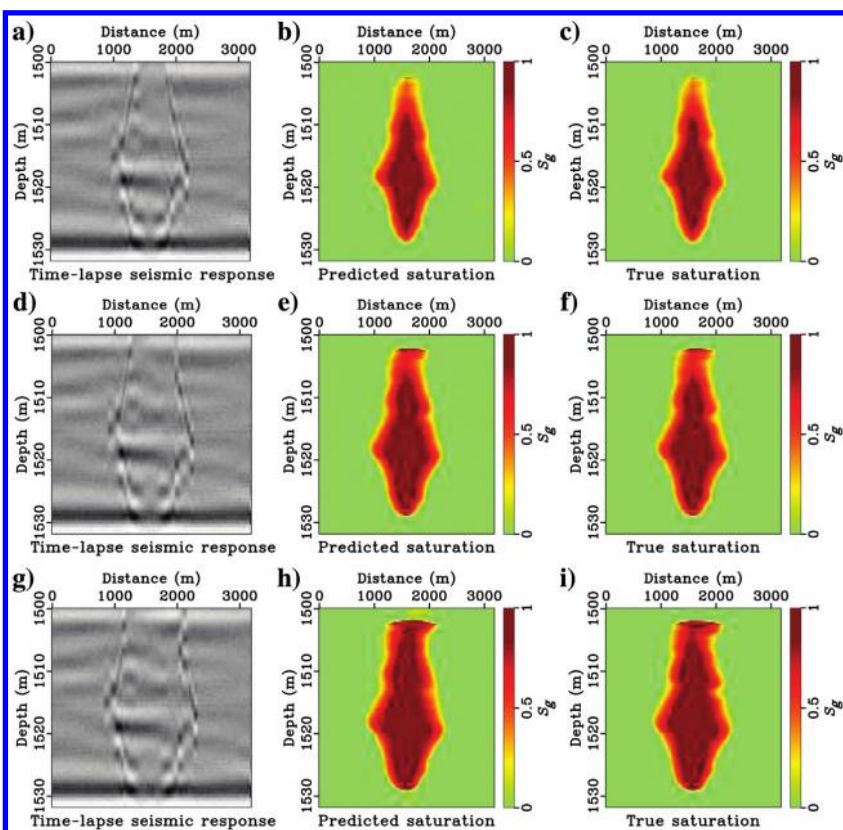 a) Distance (m) b) Distance (m) c) Distance (m)
0 1000 2000 3000 0 1000 2000 3000 0 1000 2000 3000
Depth (m) 1500 1510 1520 1530 Depth (m) 1500 1510 1520 1530 0 0.5 1 Sg Depth (m) 1500 1510 1520 1530 0 0.5 1 Sg
Time-lapse seismic response Predicted saturation True saturation
d) Distance (m) e) Distance (m) f) Distance (m)
0 1000 2000 3000 0 1000 2000 3000 0 1000 2000 3000
Depth (m) 1500 1510 1520 1530 Depth (m) 1500 1510 1520 1530 0 0.5 1 Sg Depth (m) 1500 1510 1520 1530 0 0.5 1 Sg
Time-lapse seismic response Predicted saturation True saturation
g) Distance (m) h) Distance (m) i) Distance (m)
0 1000 2000 3000 0 1000 2000 3000 0 1000 2000 3000
Depth (m) 1500 1510 1520 1530 Depth (m) 1500 1510 1520 1530 0 0.5 1 Sg Depth (m) 1500 1510 1520 1530 0 0.5 1 Sg
Time-lapse seismic response Predicted saturation True saturation